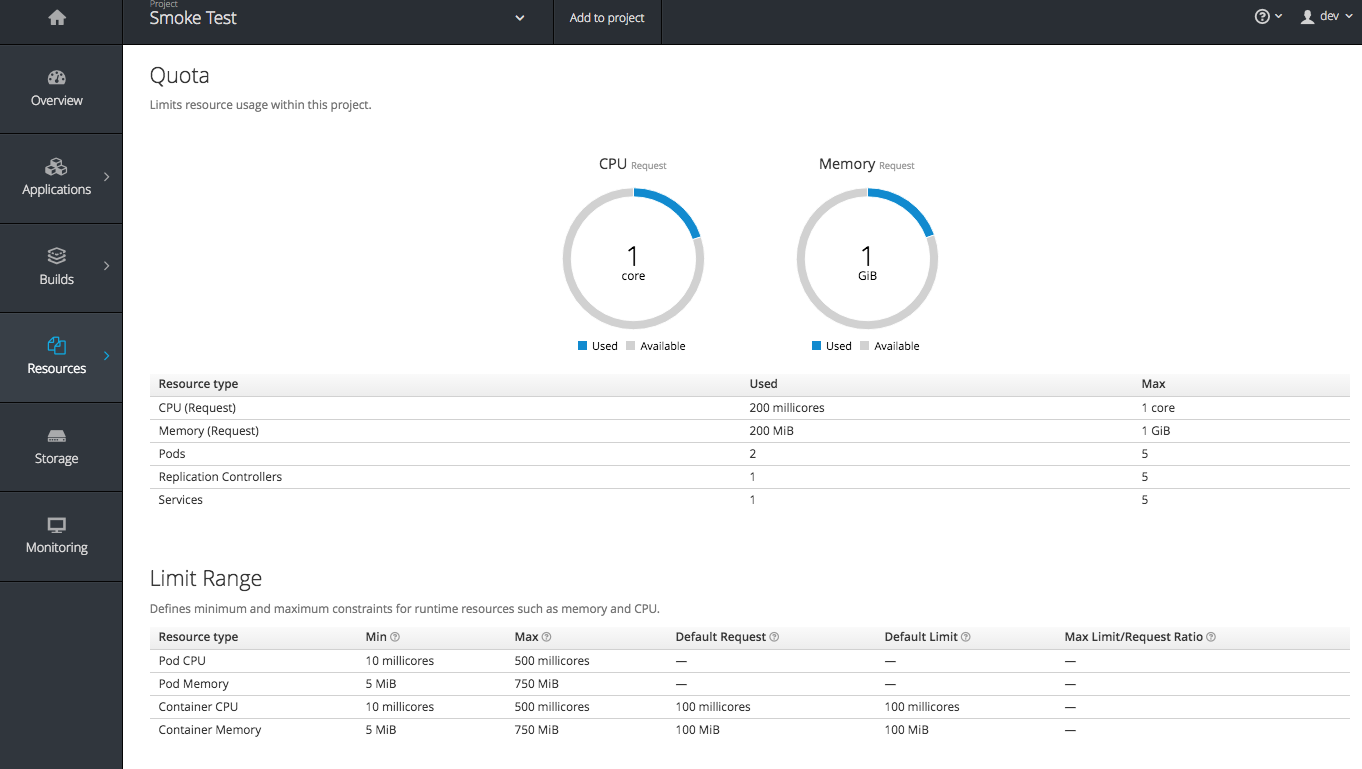 Project
Smoke Test
Add to project
dev
Overview
Applications
Builds
Resources
Storage
Monitoring
Quota
Limits resource usage within this project.
CPU Request
1
core
Used Available
Memory Request
1
GiB
Used Available
Resource type Used Max
CPU (Request) 200 millicores 1 core
Memory (Request) 200 MiB 1 GiB
Pods 2 5
Replication Controllers 1 5
Services 1 5
Limit Range
Defines minimum and maximum constraints for runtime resources such as memory and CPU.
Resource type Min Max Default Request Default Limit Max Limit/Request Ratio
Pod CPU 10 millicores 500 millicores — — —
Pod Memory 5 MiB 750 MiB — — —
Container CPU 10 millicores 500 millicores 100 millicores 100 millicores —
Container Memory 5 MiB 750 MiB 100 MiB 100 MiB —